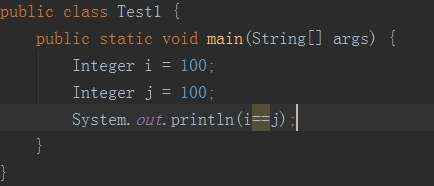 public class Test1 {
    public static void main(String[] args) {
        Integer i = 100;
        Integer j = 100;
        System.out.println(i==j);
    }
}